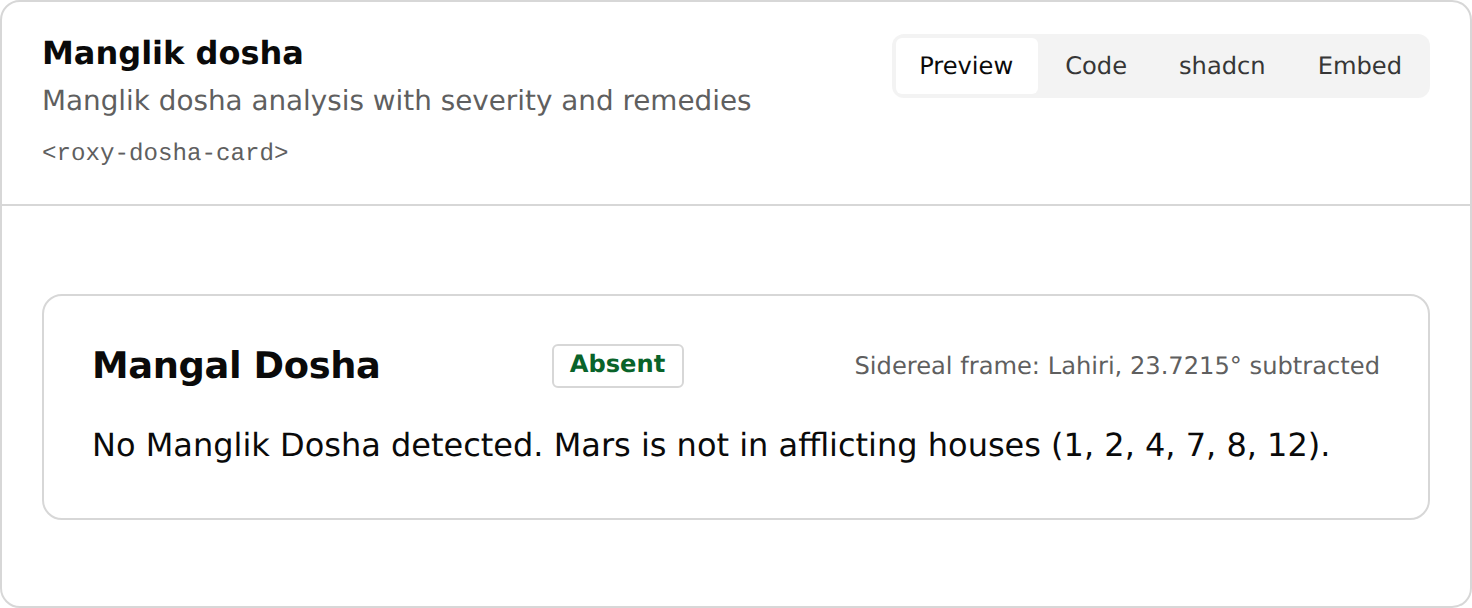 Manglik dosha
Manglik dosha analysis with severity and remedies
<roxy-dosha-card>
Preview Code shadcn Embed
Mangal Dosha Absent Sidereal frame: Lahiri, 23.7215° subtracted
No Manglik Dosha detected. Mars is not in afflicting houses (1, 2, 4, 7, 8, 12).